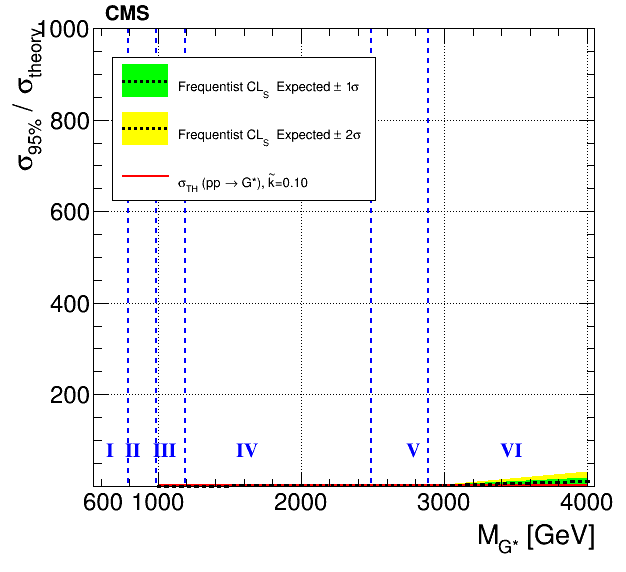 CMS
σ95% / σtheory
1000
800
600
400
200
Frequentist CLS Expected ± 1σ
Frequentist CLS Expected ± 2σ
σTH (pp → G*), k̃=0.10
I II III IV V VI
600 1000 2000 3000 4000
MG* [GeV]